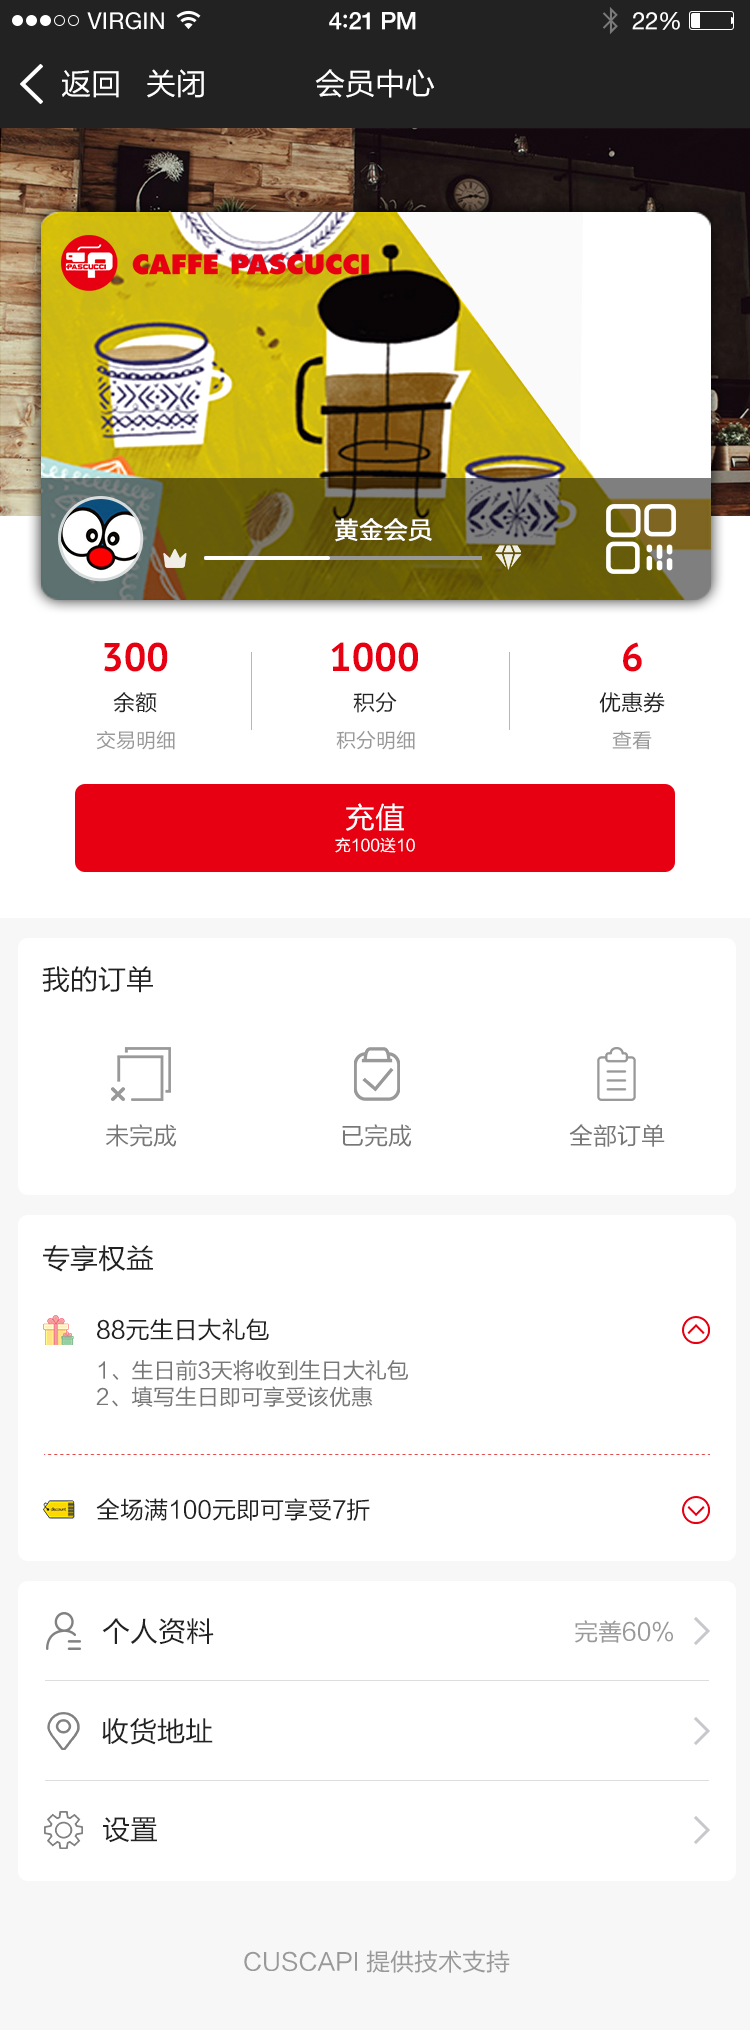 VIRGIN
4:21 PM
22%
返回 关闭 会员中心
PASCUCCI
CAFFE PASCUCCI
黄金会员
300
余额
交易明细
1000
积分
积分明细
6
优惠券
查看
充值
充100送10
我的订单
未完成
已完成
全部订单
专享权益
88元生日大礼包
1、生日前3天将收到生日大礼包
2、填写生日即可享受该优惠
discount
全场满100元即可享受7折
个人资料
完善60%
收货地址
设置
CUSCAPI 提供技术支持